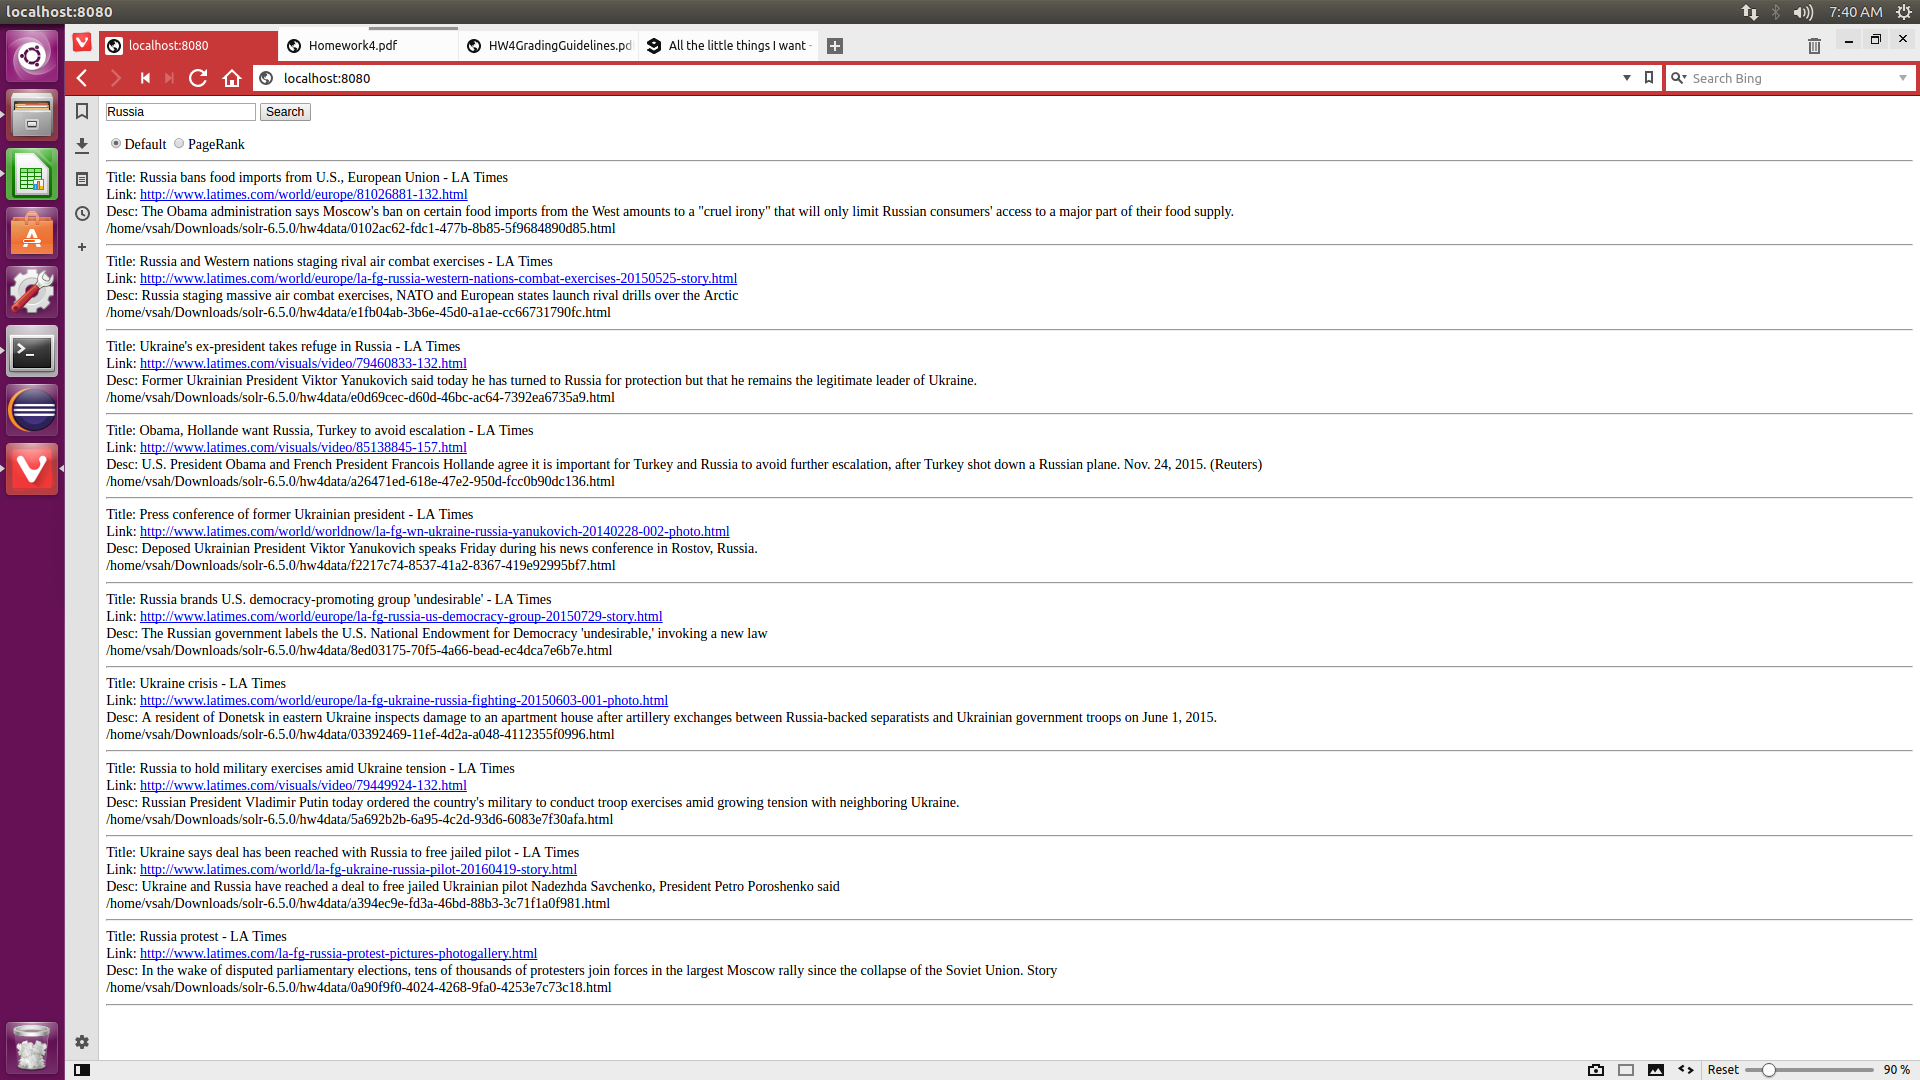 localhost:8080
7:40 AM
localhost:8080
Homework4.pdf
HW4GradingGuidelines.pd
All the little things I want
localhost:8080
Search Bing
Russia
Search
Default PageRank
Title: Russia bans food imports from U.S., European Union - LA Times
Link: http://www.latimes.com/world/europe/81026881-132.html
Desc: The Obama administration says Moscow's ban on certain food imports from the West amounts to a "cruel irony" that will only limit Russian consumers' access to a major part of their food supply.
/home/vsah/Downloads/solr-6.5.0/hw4data/0102ac62-fdc1-477b-8b85-5f9684890d85.html
Title: Russia and Western nations staging rival air combat exercises - LA Times
Link: http://www.latimes.com/world/europe/la-fg-russia-western-nations-combat-exercises-20150525-story.html
Desc: Russia staging massive air combat exercises, NATO and European states launch rival drills over the Arctic
/home/vsah/Downloads/solr-6.5.0/hw4data/e1fb04ab-3b6e-45d0-a1ae-cc66731790fc.html
Title: Ukraine's ex-president takes refuge in Russia - LA Times
Link: http://www.latimes.com/visuals/video/79460833-132.html
Desc: Former Ukrainian President Viktor Yanukovich said today he has turned to Russia for protection but that he remains the legitimate leader of Ukraine.
/home/vsah/Downloads/solr-6.5.0/hw4data/e0d69cec-d60d-46bc-ac64-7392ea6735a9.html
Title: Obama, Hollande want Russia, Turkey to avoid escalation - LA Times
Link: http://www.latimes.com/visuals/video/85138845-157.html
Desc: U.S. President Obama and French President Francois Hollande agree it is important for Turkey and Russia to avoid further escalation, after Turkey shot down a Russian plane. Nov. 24, 2015. (Reuters)
/home/vsah/Downloads/solr-6.5.0/hw4data/a26471ed-618e-47e2-950d-fcc0b90dc136.html
Title: Press conference of former Ukrainian president - LA Times
Link: http://www.latimes.com/world/worldnow/la-fg-wn-ukraine-russia-yanukovich-20140228-002-photo.html
Desc: Deposed Ukrainian President Viktor Yanukovich speaks Friday during his news conference in Rostov, Russia.
/home/vsah/Downloads/solr-6.5.0/hw4data/f2217c74-8537-41a2-8367-419e92995bf7.html
Title: Russia brands U.S. democracy-promoting group 'undesirable' - LA Times
Link: http://www.latimes.com/world/europe/la-fg-russia-us-democracy-group-20150729-story.html
Desc: The Russian government labels the U.S. National Endowment for Democracy 'undesirable,' invoking a new law
/home/vsah/Downloads/solr-6.5.0/hw4data/8ed03175-70f5-4a66-bead-ec4dca7e6b7e.html
Title: Ukraine crisis - LA Times
Link: http://www.latimes.com/world/europe/la-fg-ukraine-russia-fighting-20150603-001-photo.html
Desc: A resident of Donetsk in eastern Ukraine inspects damage to an apartment house after artillery exchanges between Russia-backed separatists and Ukrainian government troops on June 1, 2015.
/home/vsah/Downloads/solr-6.5.0/hw4data/03392469-11ef-4d2a-a048-4112355f0996.html
Title: Russia to hold military exercises amid Ukraine tension - LA Times
Link: http://www.latimes.com/visuals/video/79449924-132.html
Desc: Russian President Vladimir Putin today ordered the country's military to conduct troop exercises amid growing tension with neighboring Ukraine.
/home/vsah/Downloads/solr-6.5.0/hw4data/5a692b2b-6a95-4c2d-93d6-6083e7f30afa.html
Title: Ukraine says deal has been reached with Russia to free jailed pilot - LA Times
Link: http://www.latimes.com/world/la-fg-ukraine-russia-pilot-20160419-story.html
Desc: Ukraine and Russia have reached a deal to free jailed Ukrainian pilot Nadezhda Savchenko, President Petro Poroshenko said
/home/vsah/Downloads/solr-6.5.0/hw4data/a394ec9e-fd3a-46bd-88b3-3c71f1a0f981.html
Title: Russia protest - LA Times
Link: http://www.latimes.com/la-fg-russia-protest-pictures-photogallery.html
Desc: In the wake of disputed parliamentary elections, tens of thousands of protesters join forces in the largest Moscow rally since the collapse of the Soviet Union. Story
/home/vsah/Downloads/solr-6.5.0/hw4data/0a90f9f0-4024-4268-9fa0-4253e7c73c18.html
Reset
90 %